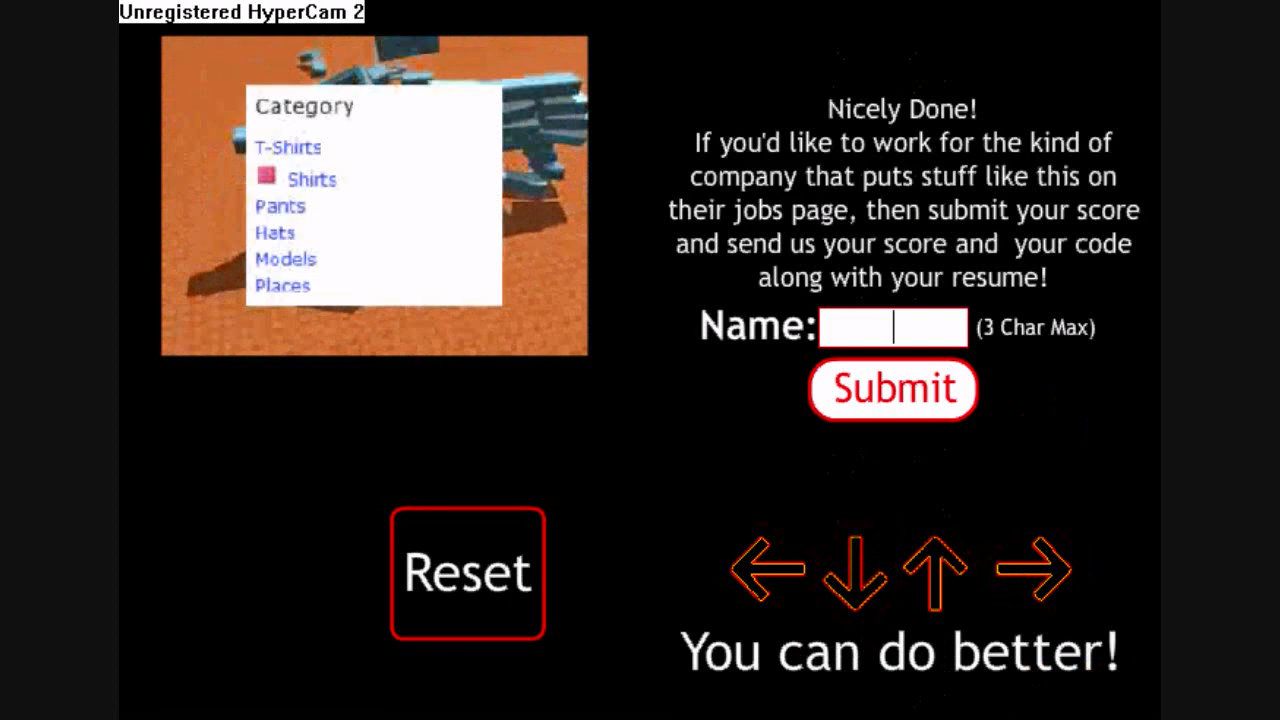 Unregistered HyperCam 2
Category
T-Shirts
Shirts
Pants
Hats
Models
Places
Nicely Done!
If you'd like to work for the kind of
company that puts stuff like this on
their jobs page, then submit your score
and send us your score and your code
along with your resume!
Name: (3 Char Max)
Submit
Reset
You can do better!